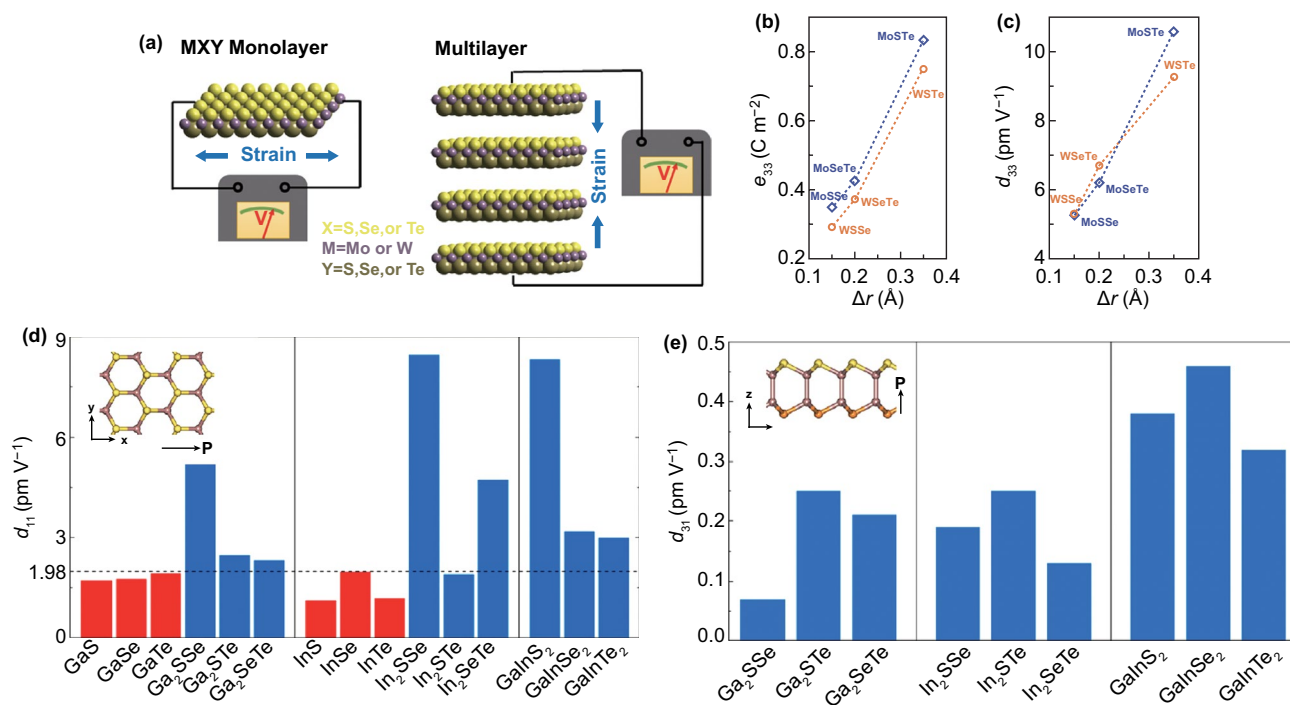 (a)
MXY Monolayer
Multilayer
Strain
V
X=S,Se,or Te
M=Mo or W
Y=S,Se,or Te
Strain
V
(b)
e₃₃ (C m⁻²)
0.8
0.6
0.4
0.2
0.1 0.2 0.3 0.4
Δr (Å)
MoSTe
WSTe
MoSeTe
MoSSe
WSeTe
WSSe
(c)
d₃₃ (pm V⁻¹)
10
8
6
4
0.1 0.2 0.3 0.4
Δr (Å)
MoSTe
WSTe
WSeTe
MoSeTe
WSSe
MoSSe
(d)
d₁₁ (pm V⁻¹)
9
6
3
1.98
0
y
x
P
GaS GaSe GaTe Ga₂SSe Ga₂STe Ga₂SeTe InS InSe InTe In₂SSe In₂STe In₂SeTe GaInS₂ GaInSe₂ GaInTe₂
(e)
d₃₁ (pm V⁻¹)
0.5
0.4
0.3
0.2
0.1
0.0
z
P
Ga₂SSe Ga₂STe Ga₂SeTe In₂SSe In₂STe In₂SeTe GaInS₂ GaInSe₂ GaInTe₂